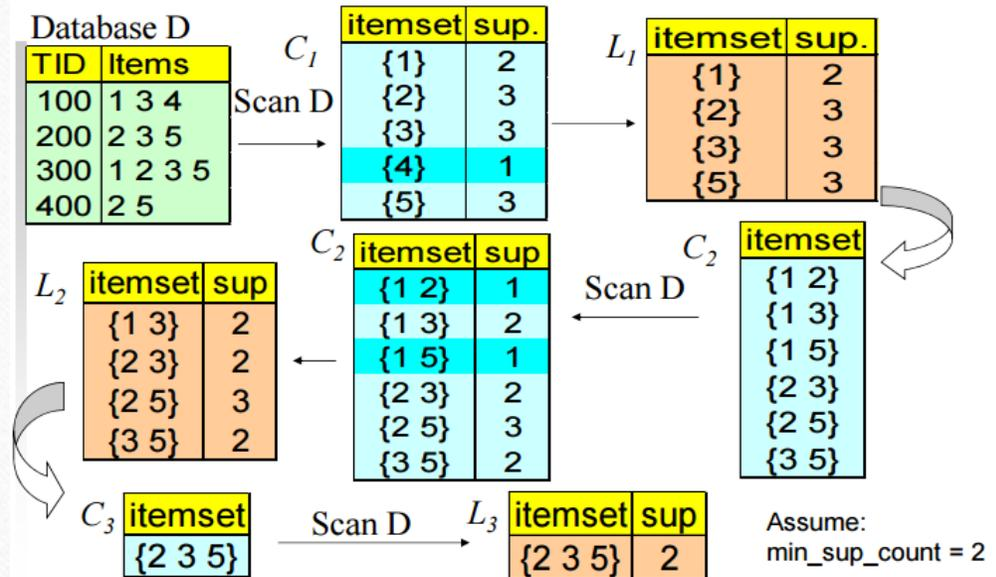 Database D
TID Items
100 1 3 4
200 2 3 5
300 1 2 3 5
400 2 5
Scan D
C1
itemset sup.
{1} 2
{2} 3
{3} 3
{4} 1
{5} 3
L1
itemset sup.
{1} 2
{2} 3
{3} 3
{5} 3
C2
itemset
{1 2}
{1 3}
{1 5}
{2 3}
{2 5}
{3 5}
Scan D
C2
itemset sup
{1 2} 1
{1 3} 2
{1 5} 1
{2 3} 2
{2 5} 3
{3 5} 2
L2
itemset sup
{1 3} 2
{2 3} 2
{2 5} 3
{3 5} 2
C3
itemset
{2 3 5}
Scan D
L3
itemset sup
{2 3 5} 2
Assume:
min_sup_count = 2